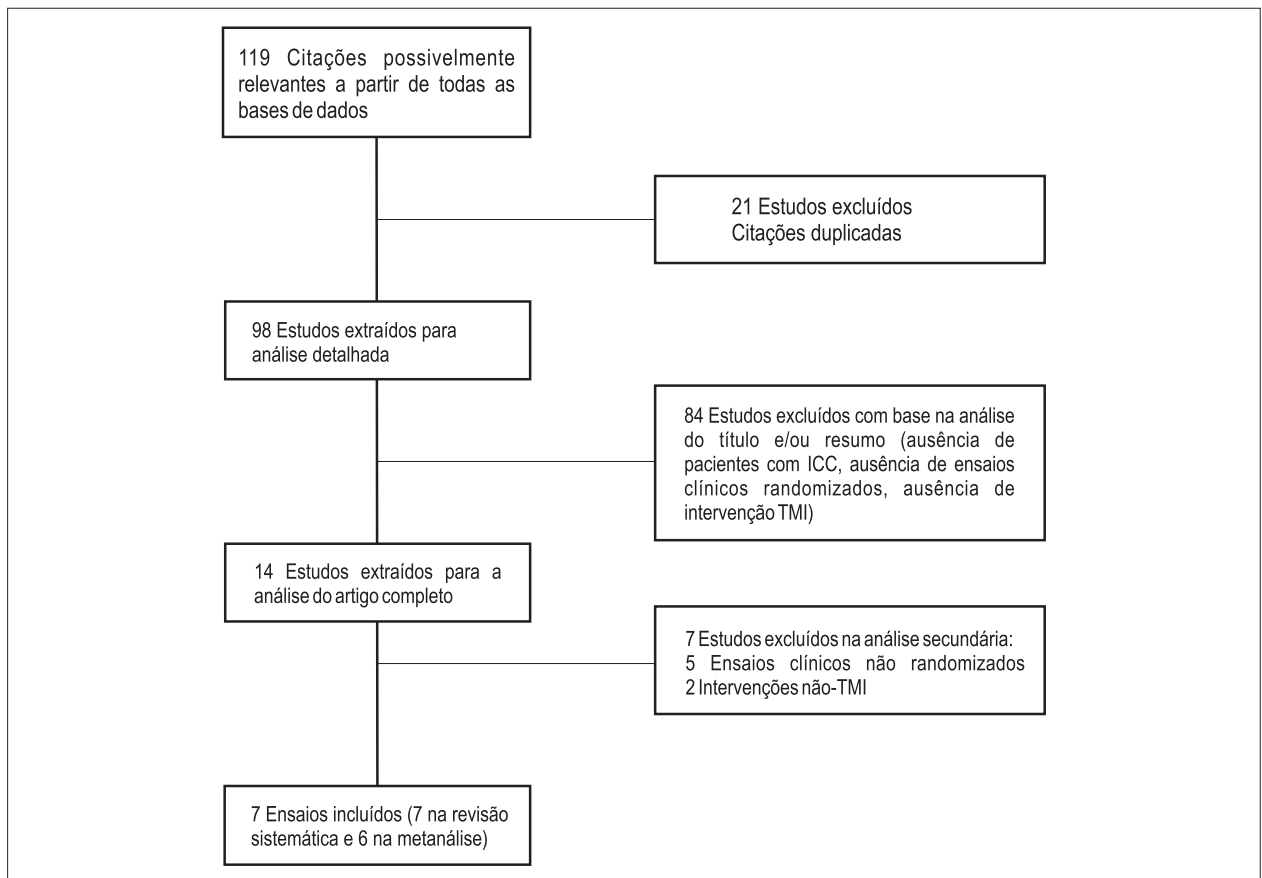 119 Citações possivelmente
relevantes a partir de todas as
bases de dados
21 Estudos excluídos
Citações duplicadas
98 Estudos extraídos para
análise detalhada
84 Estudos excluídos com base na análise
do título e/ou resumo (ausência de
pacientes com ICC, ausência de ensaios
clínicos randomizados, ausência de
intervenção TMI)
14 Estudos extraídos para a
análise do artigo completo
7 Estudos excluídos na análise secundária:
5 Ensaios clínicos não randomizados
2 Intervenções não-TMI
7 Ensaios incluídos (7 na revisão
sistemática e 6 na metanálise)